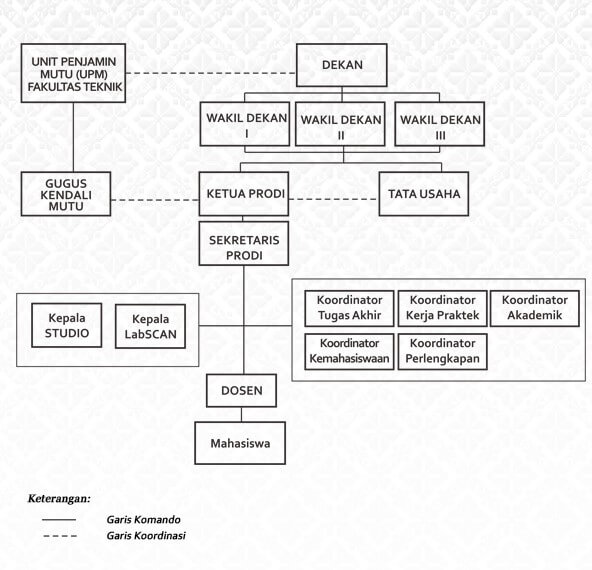 UNIT PENJAMIN
MUTU (UPM)
FAKULTAS TEKNIK
DEKAN
WAKIL DEKAN
I
WAKIL DEKAN
II
WAKIL DEKAN
III
GUGUS
KENDALI
MUTU
KETUA PRODI
TATA USAHA
SEKRETARIS
PRODI
Kepala
STUDIO
Kepala
LabSCAN
Koordinator
Tugas Akhir
Koordinator
Kerja Praktek
Koordinator
Akademik
Koordinator
Kemahasiswaan
Koordinator
Perlengkapan
DOSEN
Mahasiswa
Keterangan:
Garis Komando
Garis Koordinasi